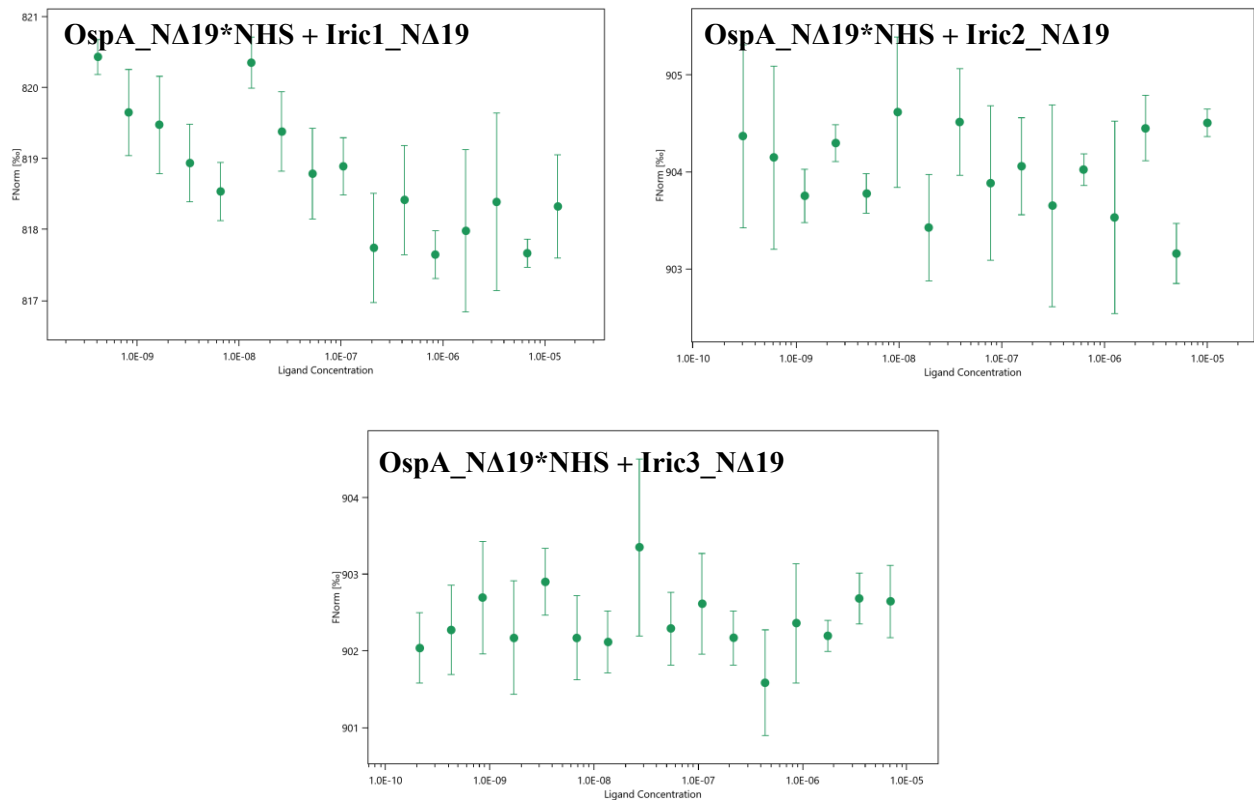 OspA_NΔ19*NHS + Iric1_NΔ19
821
820
819
818
817
FNorm [‰]
1.0E-09
1.0E-08
1.0E-07
1.0E-06
1.0E-05
Ligand Concentration
OspA_NΔ19*NHS + Iric2_NΔ19
905
904
903
FNorm [‰]
1.0E-10
1.0E-09
1.0E-08
1.0E-07
1.0E-06
1.0E-05
Ligand Concentration
OspA_NΔ19*NHS + Iric3_NΔ19
904
903
902
901
FNorm [‰]
1.0E-10
1.0E-09
1.0E-08
1.0E-07
1.0E-06
1.0E-05
Ligand Concentration